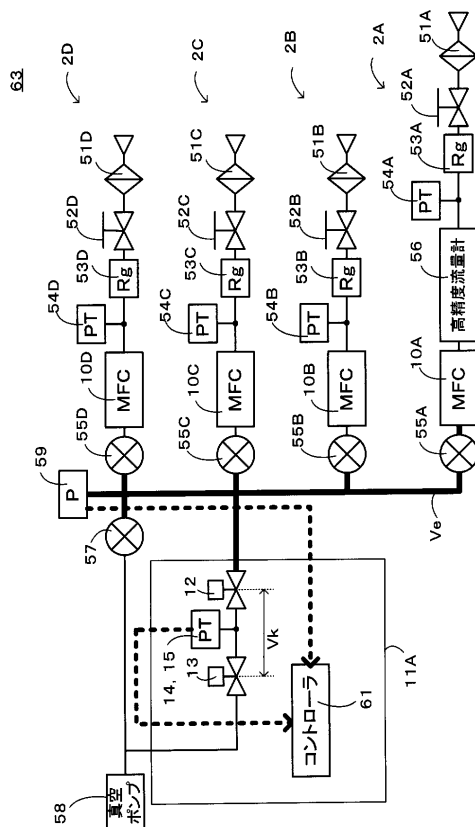 63
2D
2C
2B
2A
51D
52D
53D
Rg
54D
PT
10D
MFC
55D
51C
52C
53C
Rg
54C
PT
10C
MFC
55C
51B
52B
53B
Rg
54B
PT
10B
MFC
55B
51A
52A
53A
Rg
54A
PT
56
高精度流量計
10A
MFC
55A
59
P
57
Ve
12
PT
14, 15
13
Vk
コントローラ
61
11A
真空
ポンプ
58